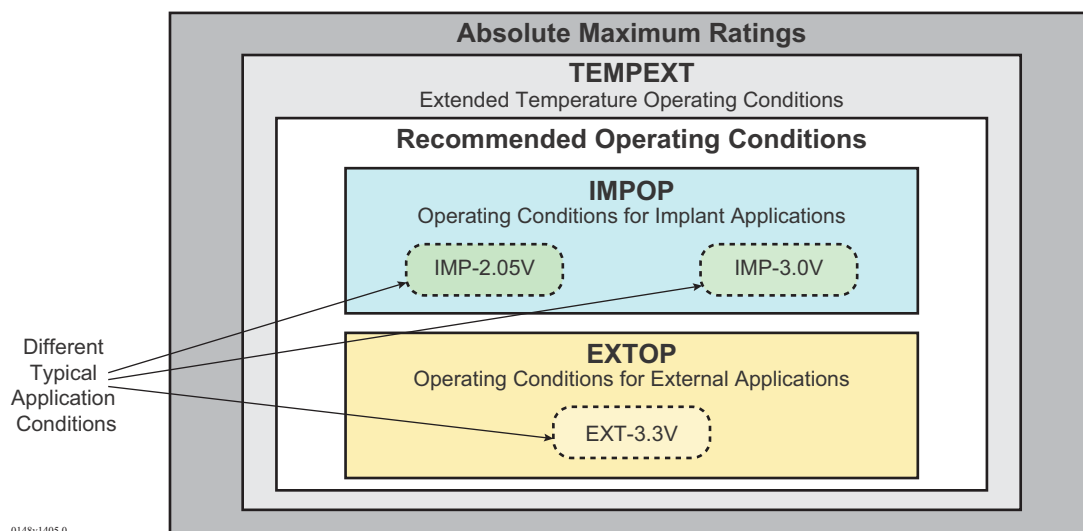 Absolute Maximum Ratings
TEMPEXT
Extended Temperature Operating Conditions
Recommended Operating Conditions
IMPOP
Operating Conditions for Implant Applications
IMP-2.05V
IMP-3.0V
Different
Typical
Application
Conditions
EXTOP
Operating Conditions for External Applications
EXT-3.3V